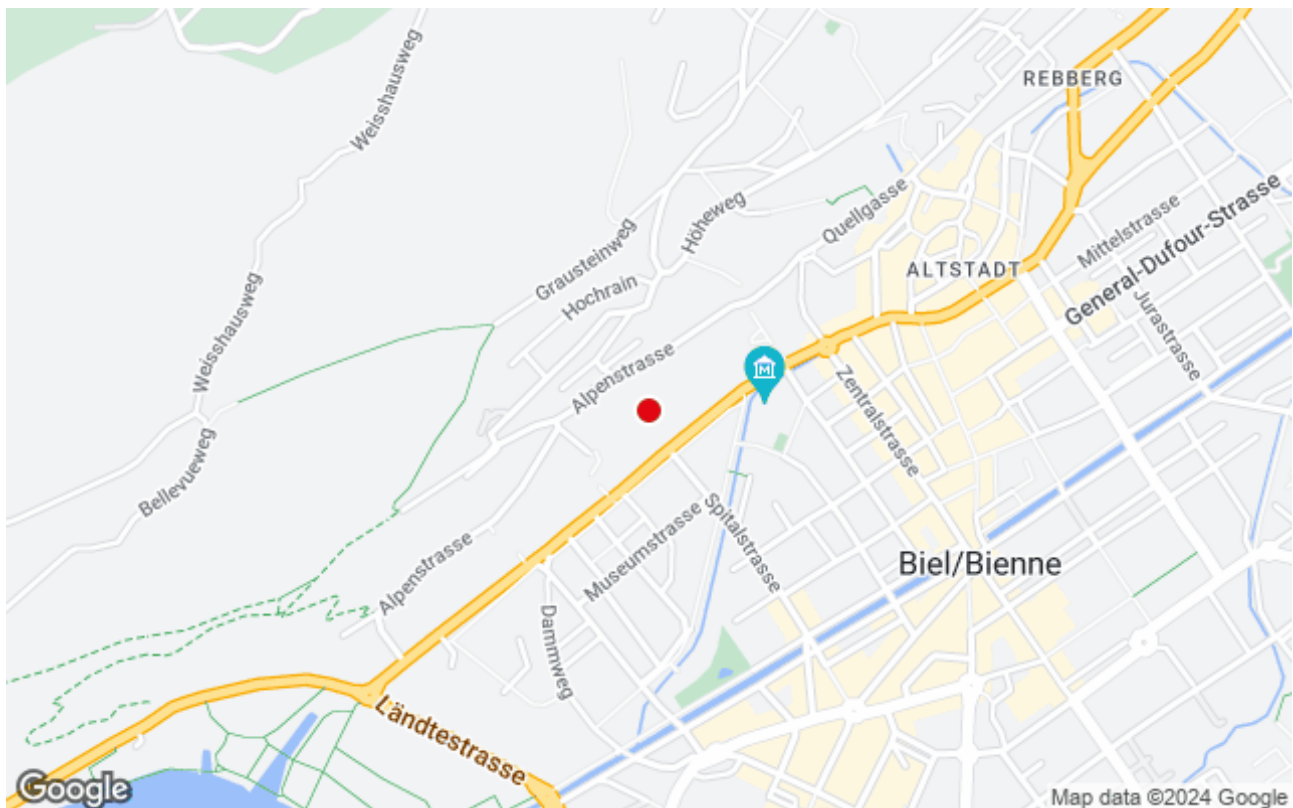 Weisshausweg
REBBERG
Quellgasse
Höheweg
Mittelstrasse
General-Dufour-Strasse
Grausteinweg
ALTSTADT
Hochrain
Jurastrasse
Weisshausweg
Alpenstrasse
M
Zentralstrasse
Bellevueweg
Spitalstrasse
Museumstrasse
Biel/Bienne
Alpenstrasse
Dammweg
Ländtestrasse
Google
Map data ©2024 Google